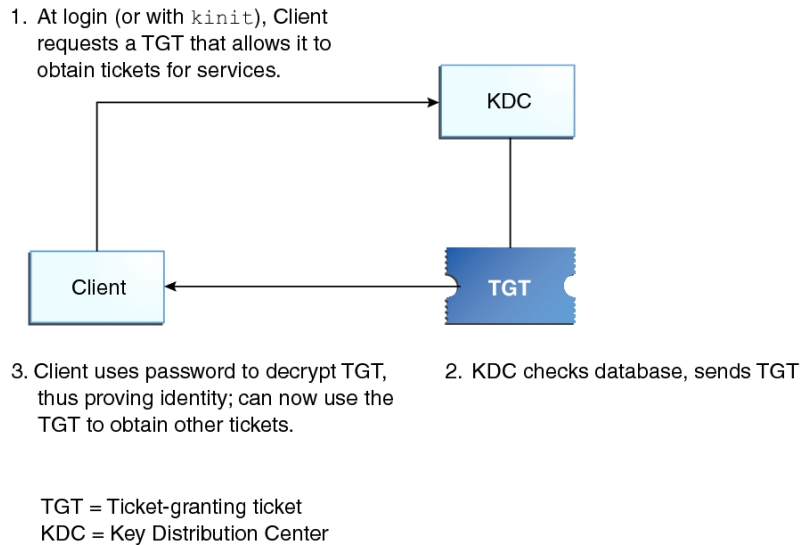 1. At login (or with kinit), Client
requests a TGT that allows it to
obtain tickets for services.
KDC
Client
TGT
3. Client uses password to decrypt TGT,
thus proving identity; can now use the
TGT to obtain other tickets.
2. KDC checks database, sends TGT
TGT = Ticket-granting ticket
KDC = Key Distribution Center